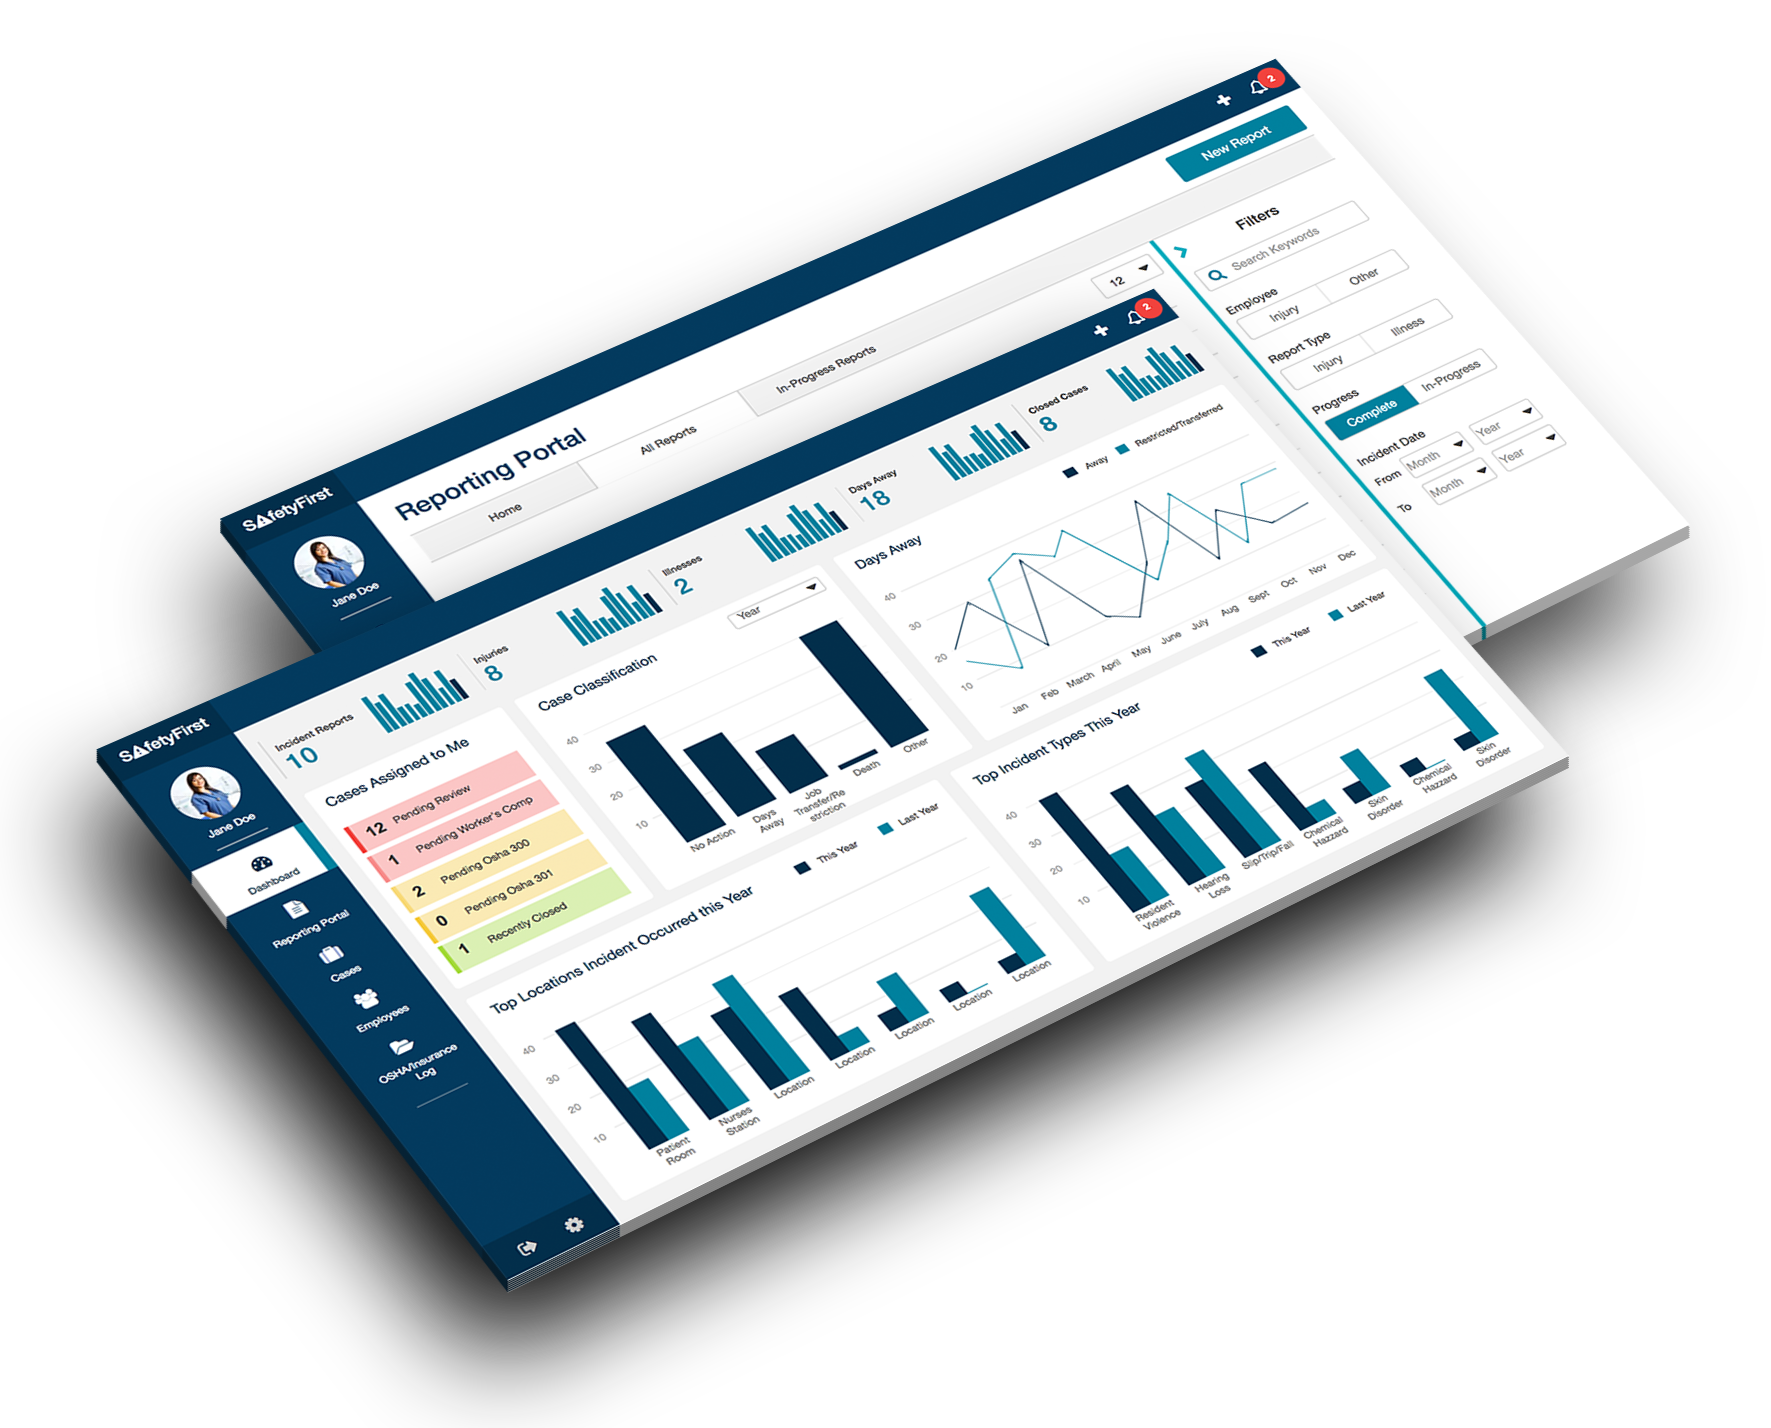 2
New Report
Filters
Search Keywords
Employee
Injury
Other
Report Type
Injury
Illness
Progress
Complete
In-Progress
Incident Date
From
Month
Year
To
Month
Year
12
SafetyFirst
Jane Doe
Reporting Portal
Home
All Reports
In-Progress Reports
2
SafetyFirst
Jane Doe
Dashboard
Reporting Portal
Cases
Employees
OSHA/Insurance
Log
Incident Reports
10
Injuries
8
Illnesses
2
Days Away
18
Closed Cases
8
Cases Assigned to Me
12 Pending Review
1 Pending Worker's Comp
2 Pending Osha 300
0 Pending Osha 301
1 Recently Closed
Case Classification
Year
40
30
20
10
No Action
Days
Away
Job
Transfer/Re
striction
Death
Other
Days Away
Away
Restricted/Transferred
40
30
20
10
Jan
Feb
March
April
May
June
July
Aug
Sept
Oct
Nov
Dec
Top Locations Incident Occurred this Year
This Year
Last Year
40
30
20
10
Patient
Room
Nurses
Station
Location
Location
Location
Location
Location
Top Incident Types This Year
This Year
Last Year
40
30
20
10
Resident
Violence
Hearing
Loss
Slip/Trip/Fall
Chemical
Hazzard
Skin
Disorder
Chemical
Hazzard
Skin
Disorder